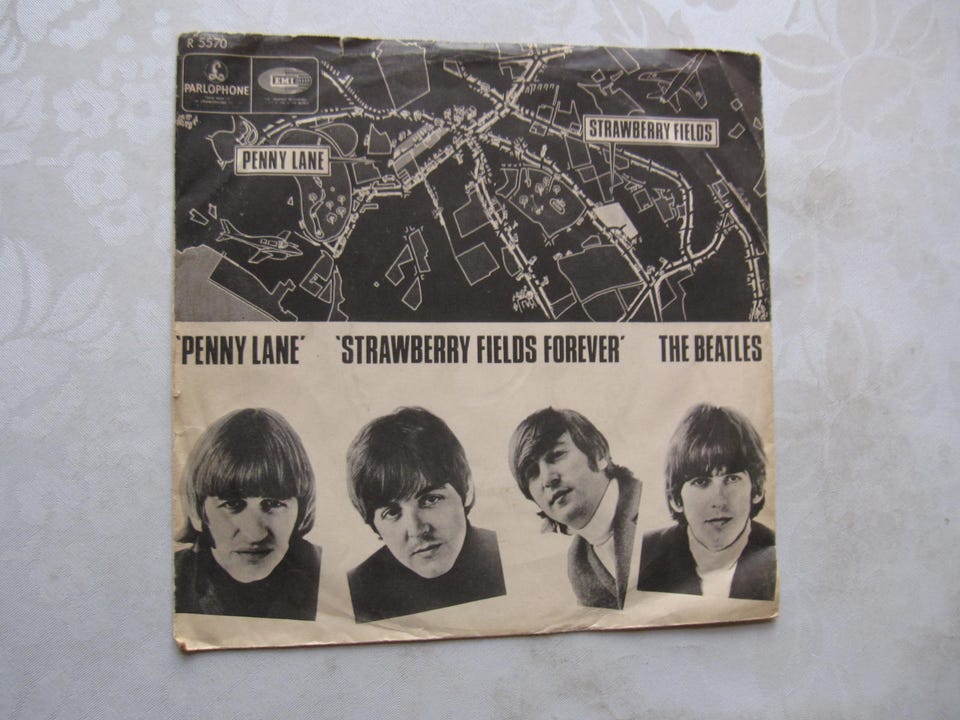 R 5570
PARLOPHONE
EMI
PENNY LANE
STRAWBERRY FIELDS
'PENNY LANE' 'STRAWBERRY FIELDS FOREVER' THE BEATLES